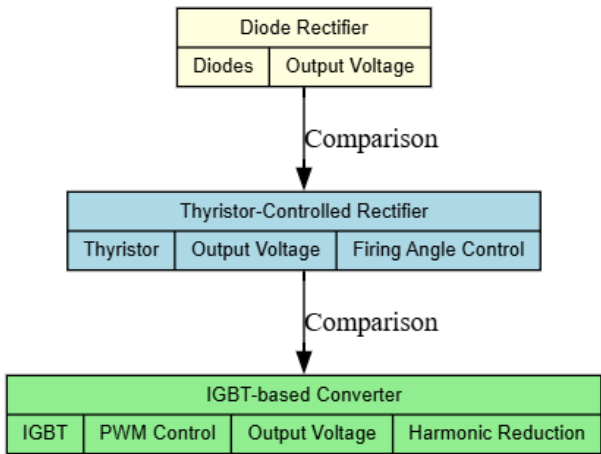 Diode Rectifier
Diodes Output Voltage
Comparison
Thyristor-Controlled Rectifier
Thyristor Output Voltage Firing Angle Control
Comparison
IGBT-based Converter
IGBT PWM Control Output Voltage Harmonic Reduction